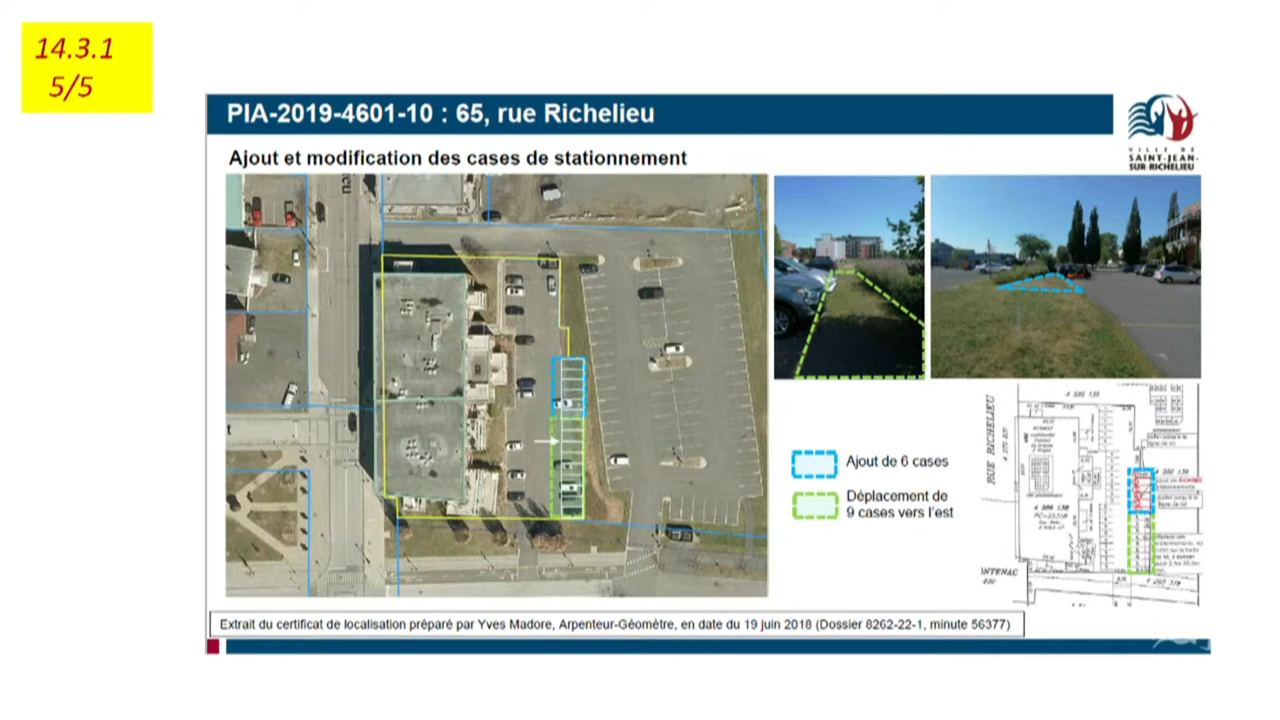 14.3.1
5/5
PIA-2019-4601-10 : 65, rue Richelieu
VILLE DE
SAINT-JEAN-
SUR-RICHELIEU
Ajout et modification des cases de stationnement
Ajout de 6 cases
Déplacement de
9 cases vers l'est
RUE RICHELIEU
Extrait du certificat de localisation préparé par Yves Madore, Arpenteur-Géomètre, en date du 19 juin 2018 (Dossier 8262-22-1, minute 56377)